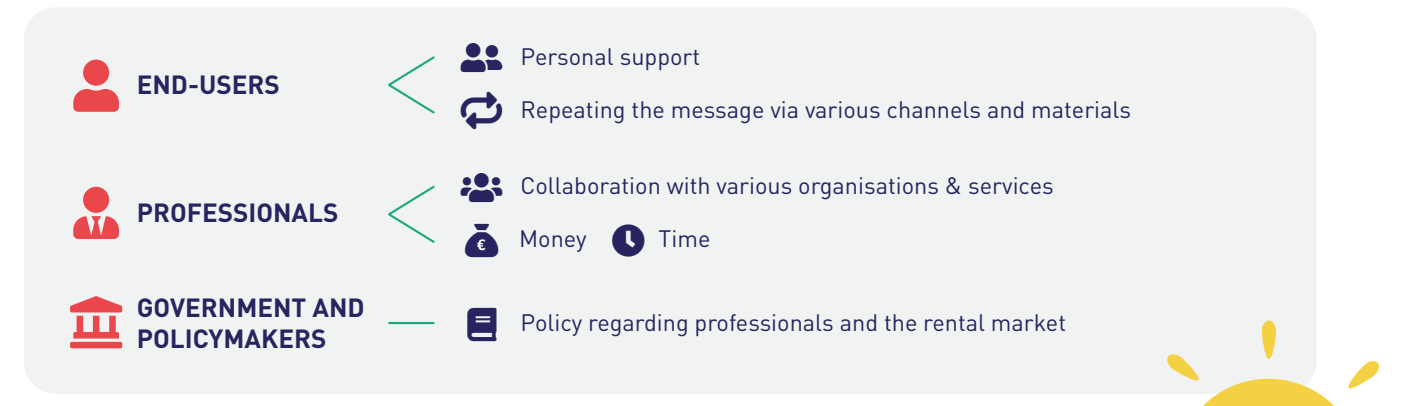 END-USERS
Personal support
Repeating the message via various channels and materials
PROFESSIONALS
Collaboration with various organisations & services
€ Money Time
GOVERNMENT AND
POLICYMAKERS
Policy regarding professionals and the rental market